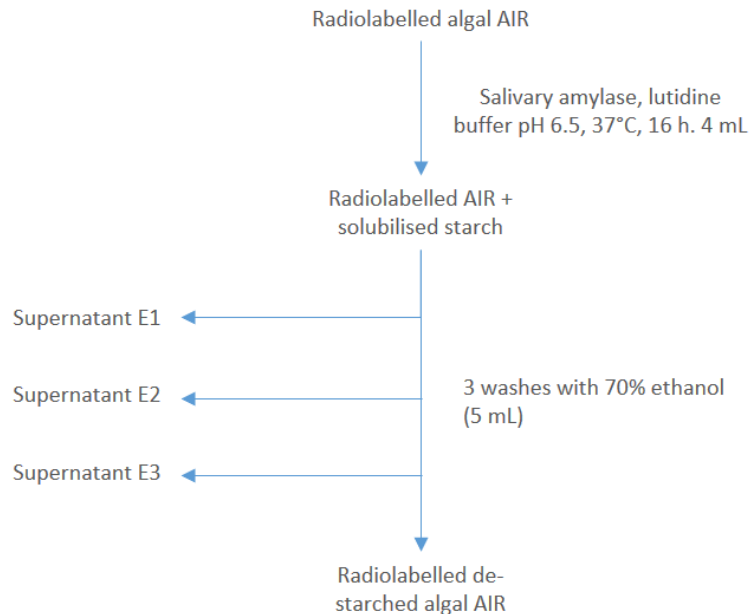 Radiolabelled algal AIR
Salivary amylase, lutidine
buffer pH 6.5, 37°C, 16 h. 4 mL
Radiolabelled AIR +
solubilised starch
Supernatant E1
Supernatant E2
3 washes with 70% ethanol
(5 mL)
Supernatant E3
Radiolabelled de-
starched algal AIR